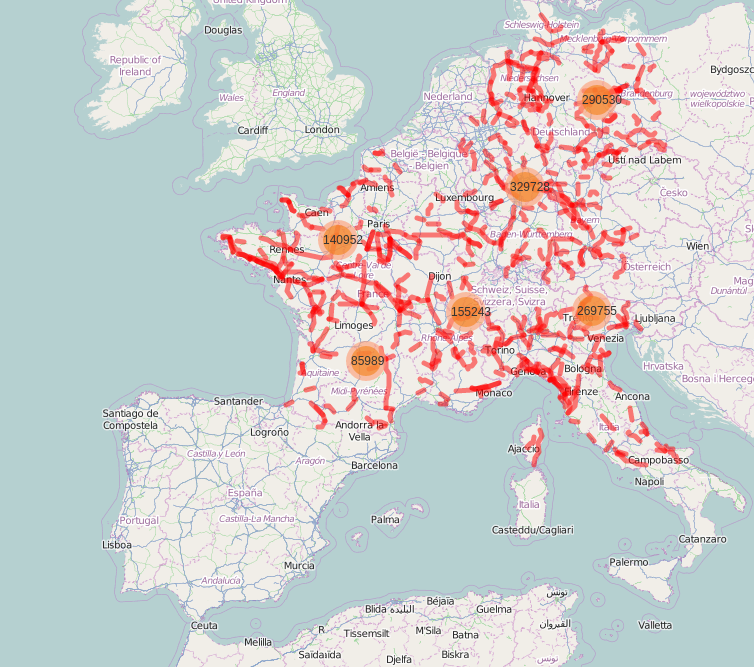 United Kingdom
Douglas
Republic of
Ireland
Wales
England
Cardiff
London
Schleswig-Holstein
Mecklenburg-Vorpommern
Bydgoszcz
Niedersachsen
Nederland
Hannover
290530
Brandenburg
województwo
wielkopolskie
Deutschland
België - Belgique
- Belgien
Ústí nad Labem
Amiens
Luxembourg
329728
Česko
Caen
Paris
Bayern
140952
Rennes
Baden-Württemberg
Wien
Centre-Val de
Loire
Österreich
Nantes
Dijon
France
Schweiz, Suisse,
Svizzera, Svizra
155243
269755
Ljubljana
Limoges
Rhône-Alpes
Venezia
Torino
85989
Hrvatska
Aquitaine
Genova
Bologna
Bosna i Herceg
Midi-Pyrénées
Monaco
Firenze
Ancona
Santander
Santiago de
Compostela
Logroño
Andorra la
Vella
Italia
Castilla y León
Ajaccio
Aragón
Barcelona
Campobasso
Napoli
España
Italia
Portugal
Castilla-La Mancha
Palma
Casteddu/Cagliari
Lisboa
Catanzaro
Murcia
Palermo
Andalucía
تونس
Ceuta
Blida البليدة
Béjaïa
Guelma
القيروان
Valletta
Melilla
R
Tissemsilt
M'Sila
Batna
Saïdaïida
Djelfa
Biskra
تونس